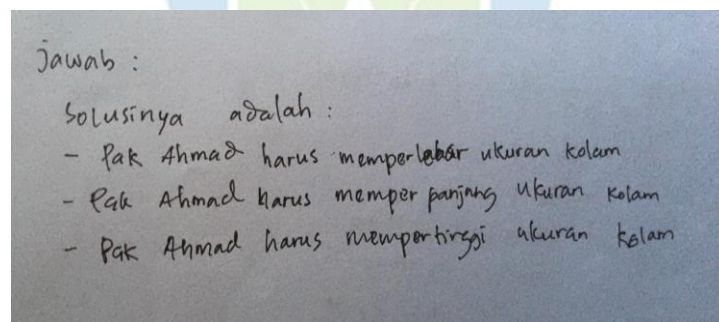 Jawab :
Solusinya adalah :
- Pak Ahmad harus memperlebar ukuran kolam
- Pak Ahmad harus memper panjang ukuran kolam
- Pak Ahmad harus mempertinggi ukuran kolam